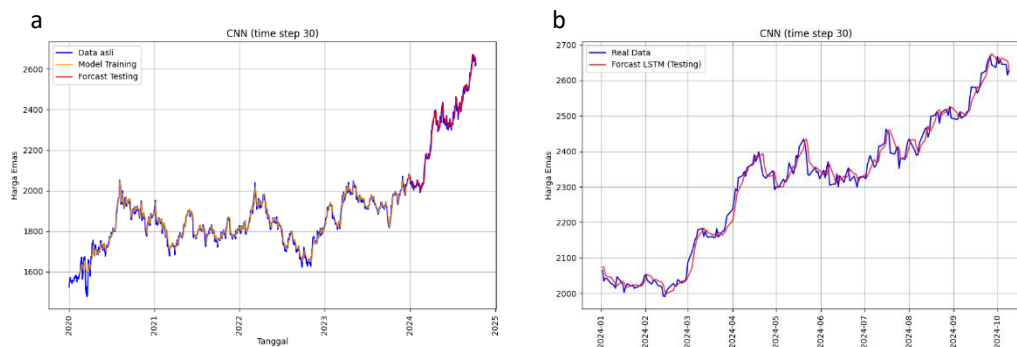 a
CNN (time step 30)
Data asli
Model Training
Forcast Testing
Harga Emas
2600
2400
2200
2000
1800
1600
2020
2021
2022
2023
2024
2025
Tanggal
b
CNN (time step 30)
Real Data
Forcast LSTM (Testing)
Harga Emas
2700
2600
2500
2400
2300
2200
2100
2000
2024-01
2024-02
2024-03
2024-04
2024-05
2024-06
2024-07
2024-08
2024-09
2024-10